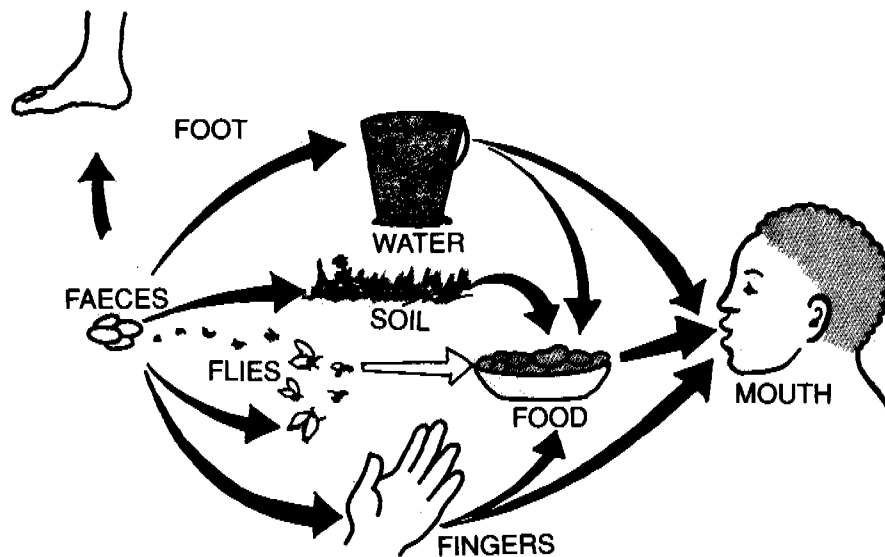 FOOT
WATER
FAECES
SOIL
FLIES
MOUTH
FOOD
FINGERS